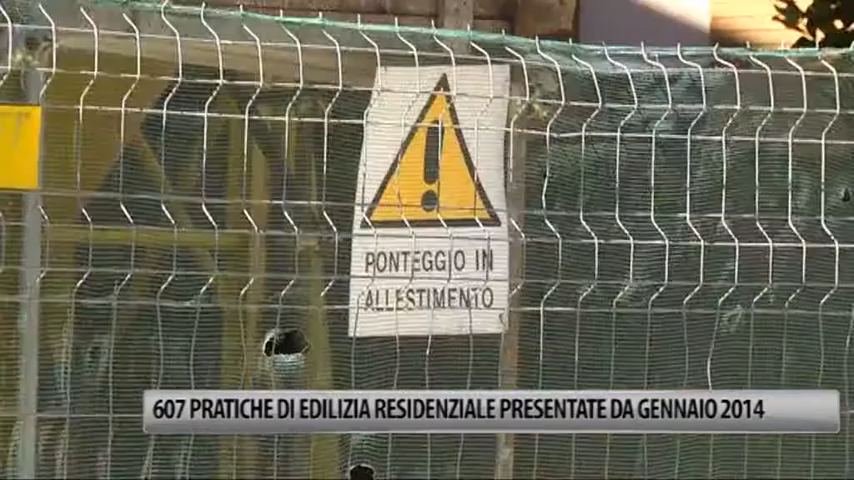 PONTEGGIO IN
ALLESTIMENTO
607 PRATICHE DI EDILIZIA RESIDENZIALE PRESENTATE DA GENNAIO 2014